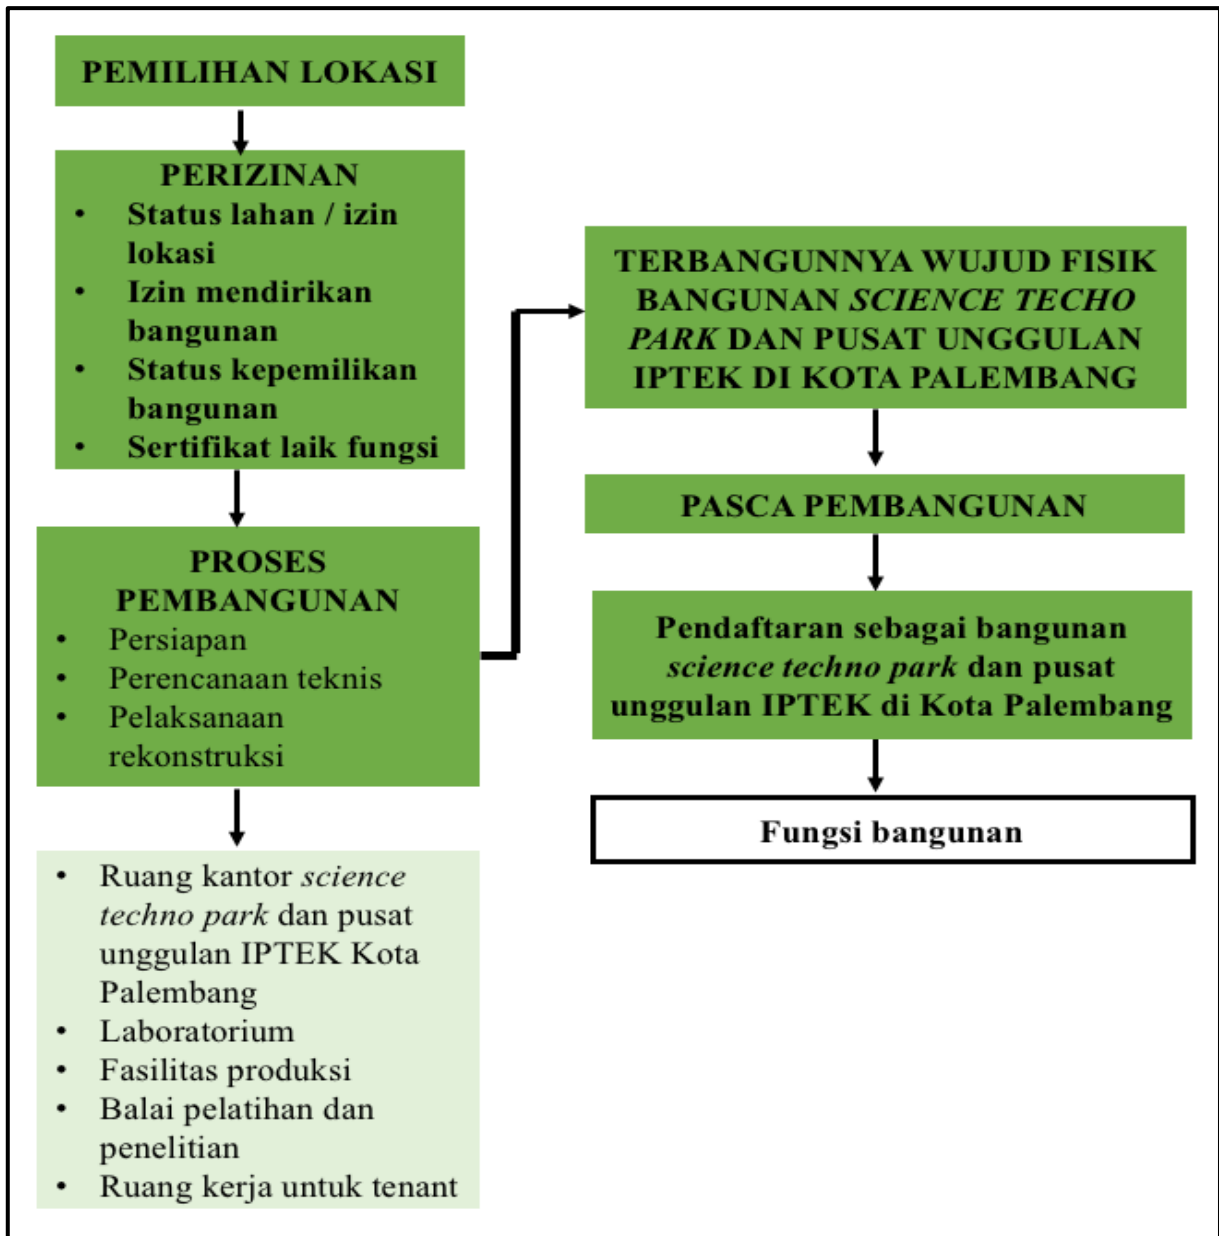 PEMILIHAN LOKASI
PERIZINAN
• Status lahan / izin
lokasi
• Izin mendirikan
bangunan
• Status kepemilikan
bangunan
• Sertifikat laik fungsi
PROSES
PEMBANGUNAN
• Persiapan
• Perencanaan teknis
• Pelaksanaan
rekonstruksi
• Ruang kantor science
techno park dan pusat
unggulan IPTEK Kota
Palembang
• Laboratorium
• Fasilitas produksi
• Balai pelatihan dan
penelitian
• Ruang kerja untuk tenant
TERBANGUNNYA WUJUD FISIK
BANGUNAN SCIENCE TECHO
PARK DAN PUSAT UNGGULAN
IPTEK DI KOTA PALEMBANG
PASCA PEMBANGUNAN
Pendaftaran sebagai bangunan
science techno park dan pusat
unggulan IPTEK di Kota Palembang
Fungsi bangunan